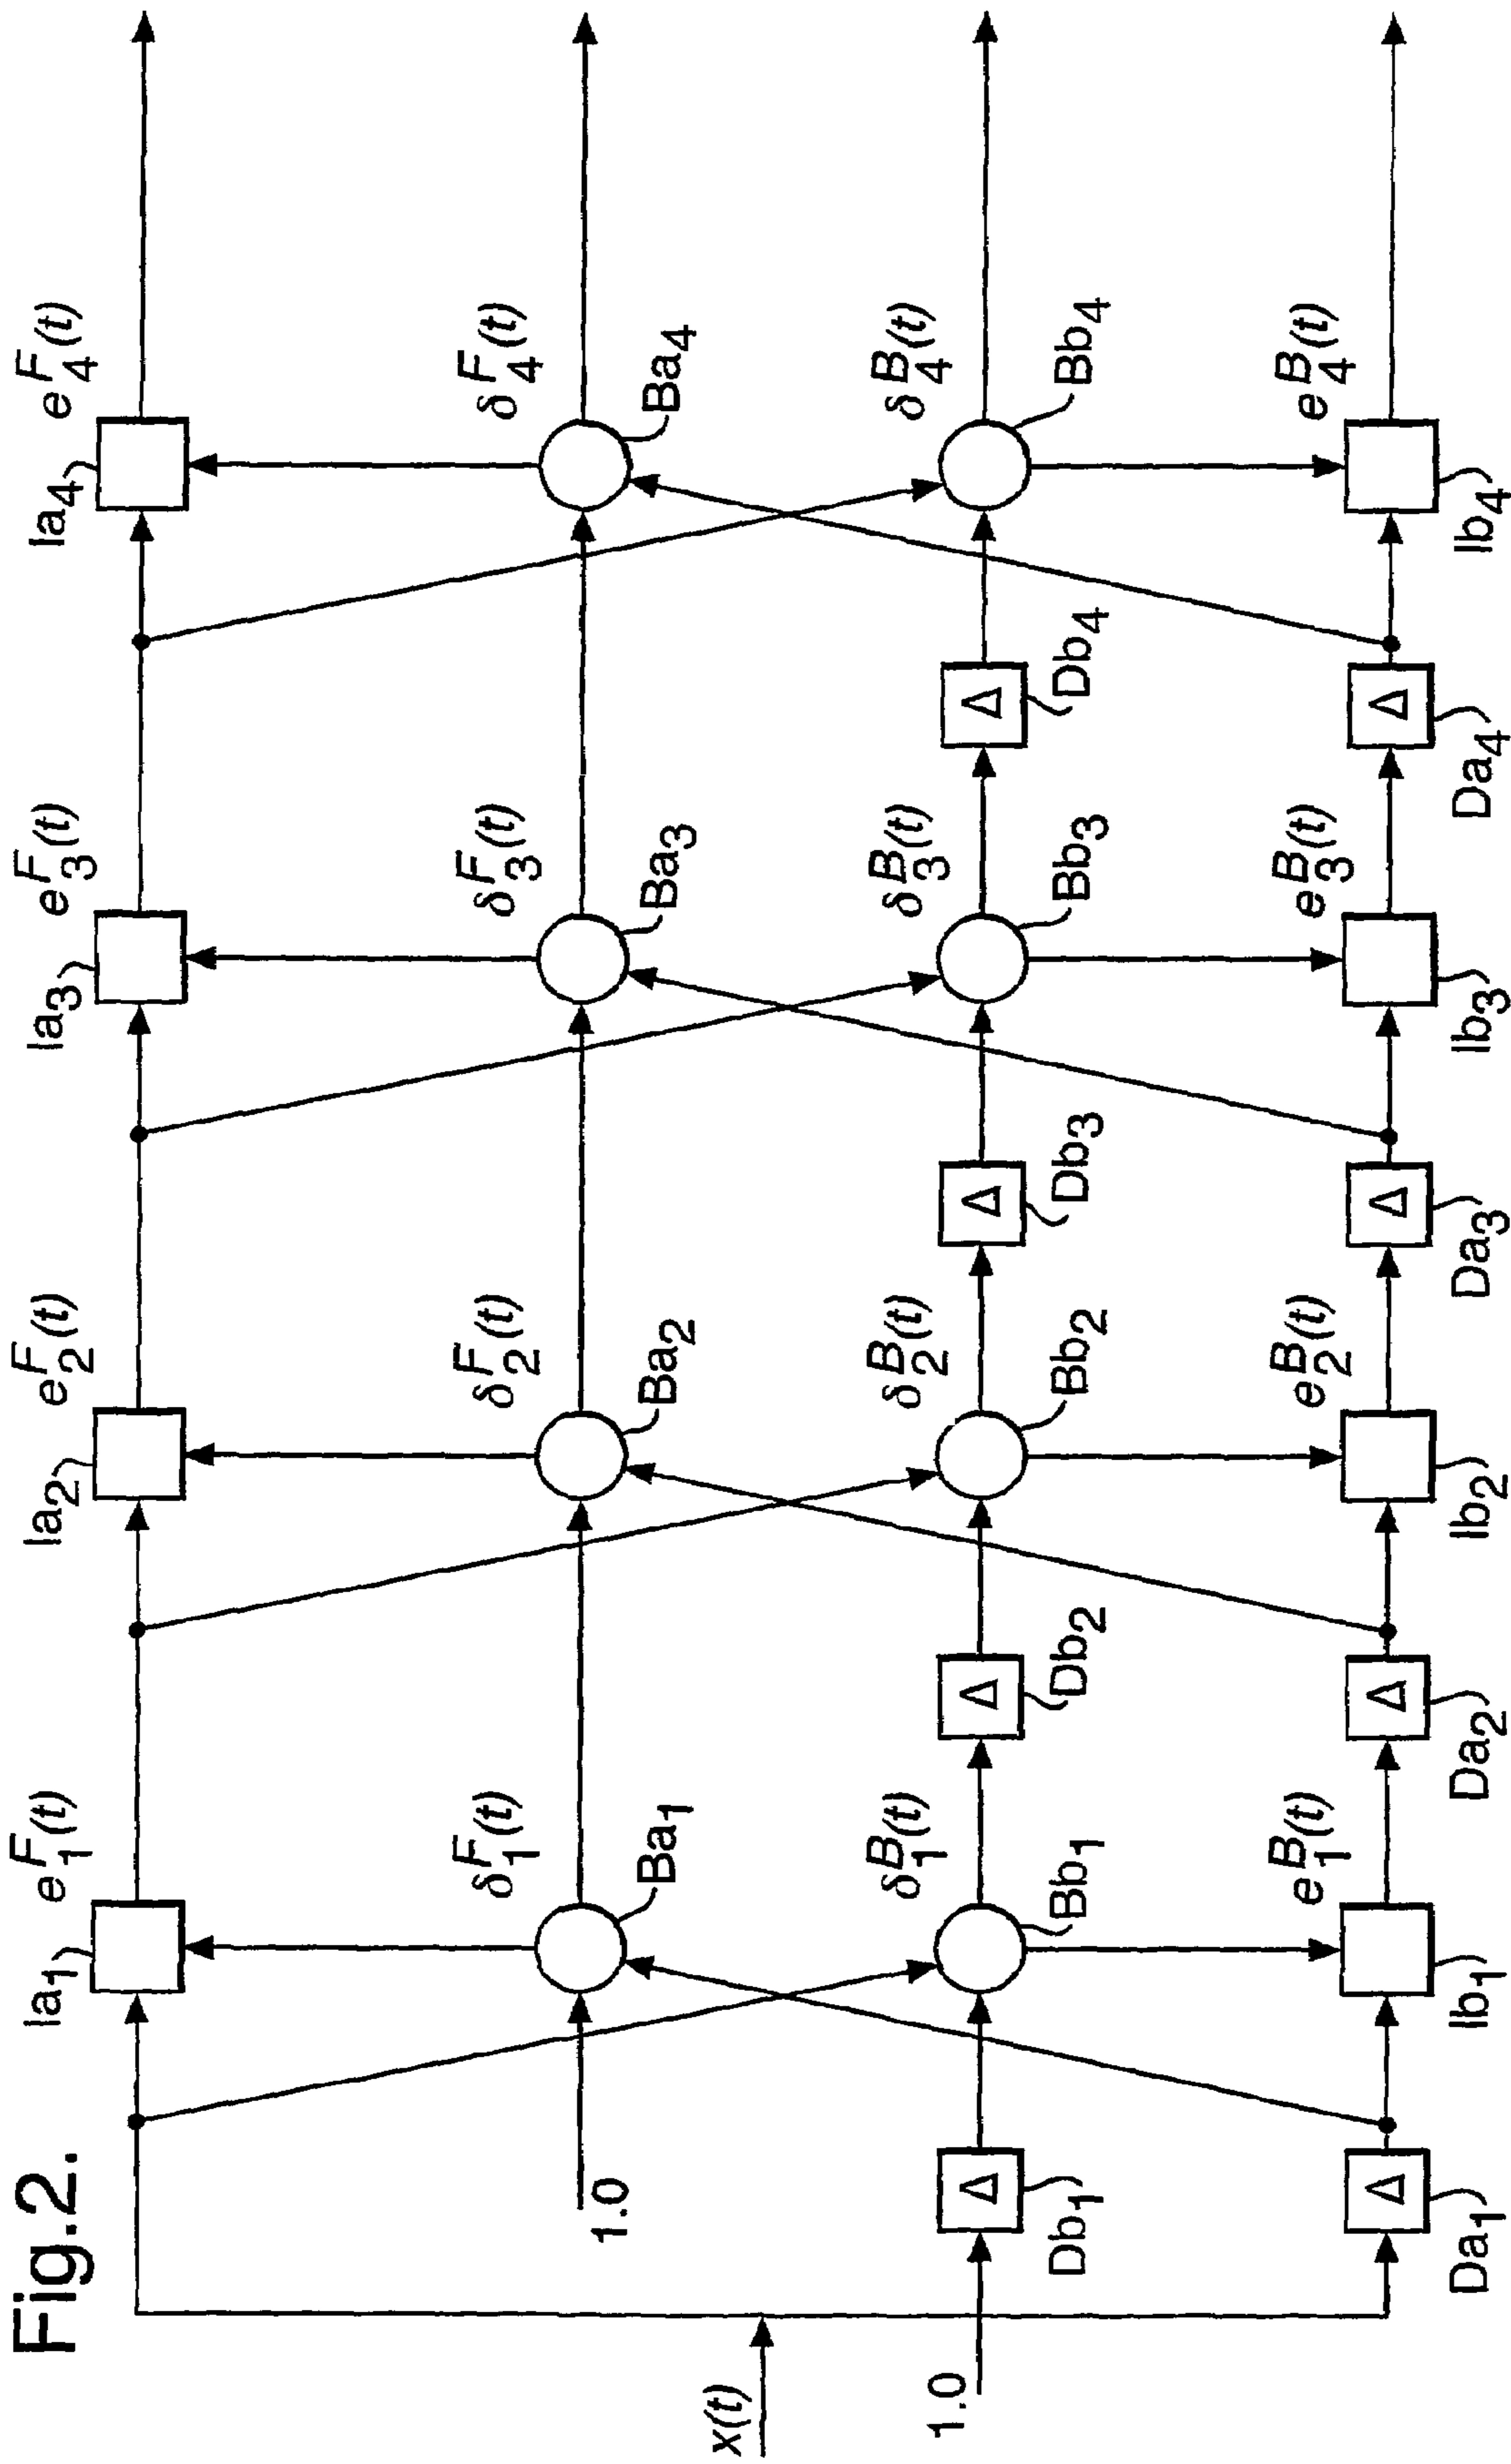 Fig.2.
Ia₁ e₁ᶠ(t) Ia₂ e₂ᶠ(t) Ia₃ e₃ᶠ(t) Ia₄ e₄ᶠ(t)
δ₁ᶠ(t) δ₂ᶠ(t) δ₃ᶠ(t) δ₄ᶠ(t)
1.0 Ba₁ Ba₂ Ba₃ Ba₄
x(t)
δ₁ᴮ(t) δ₂ᴮ(t) δ₃ᴮ(t) δ₄ᴮ(t)
1.0 Δ Δ Δ Δ
Db₁ Bb₁ Db₂ Bb₂ Db₃ Bb₃ Db₄ Bb₄
e₁ᴮ(t) e₂ᴮ(t) e₃ᴮ(t) e₄ᴮ(t)
Δ Δ Δ Δ
Da₁ Ib₁ Da₂ Ib₂ Da₃ Ib₃ Da₄ Ib₄